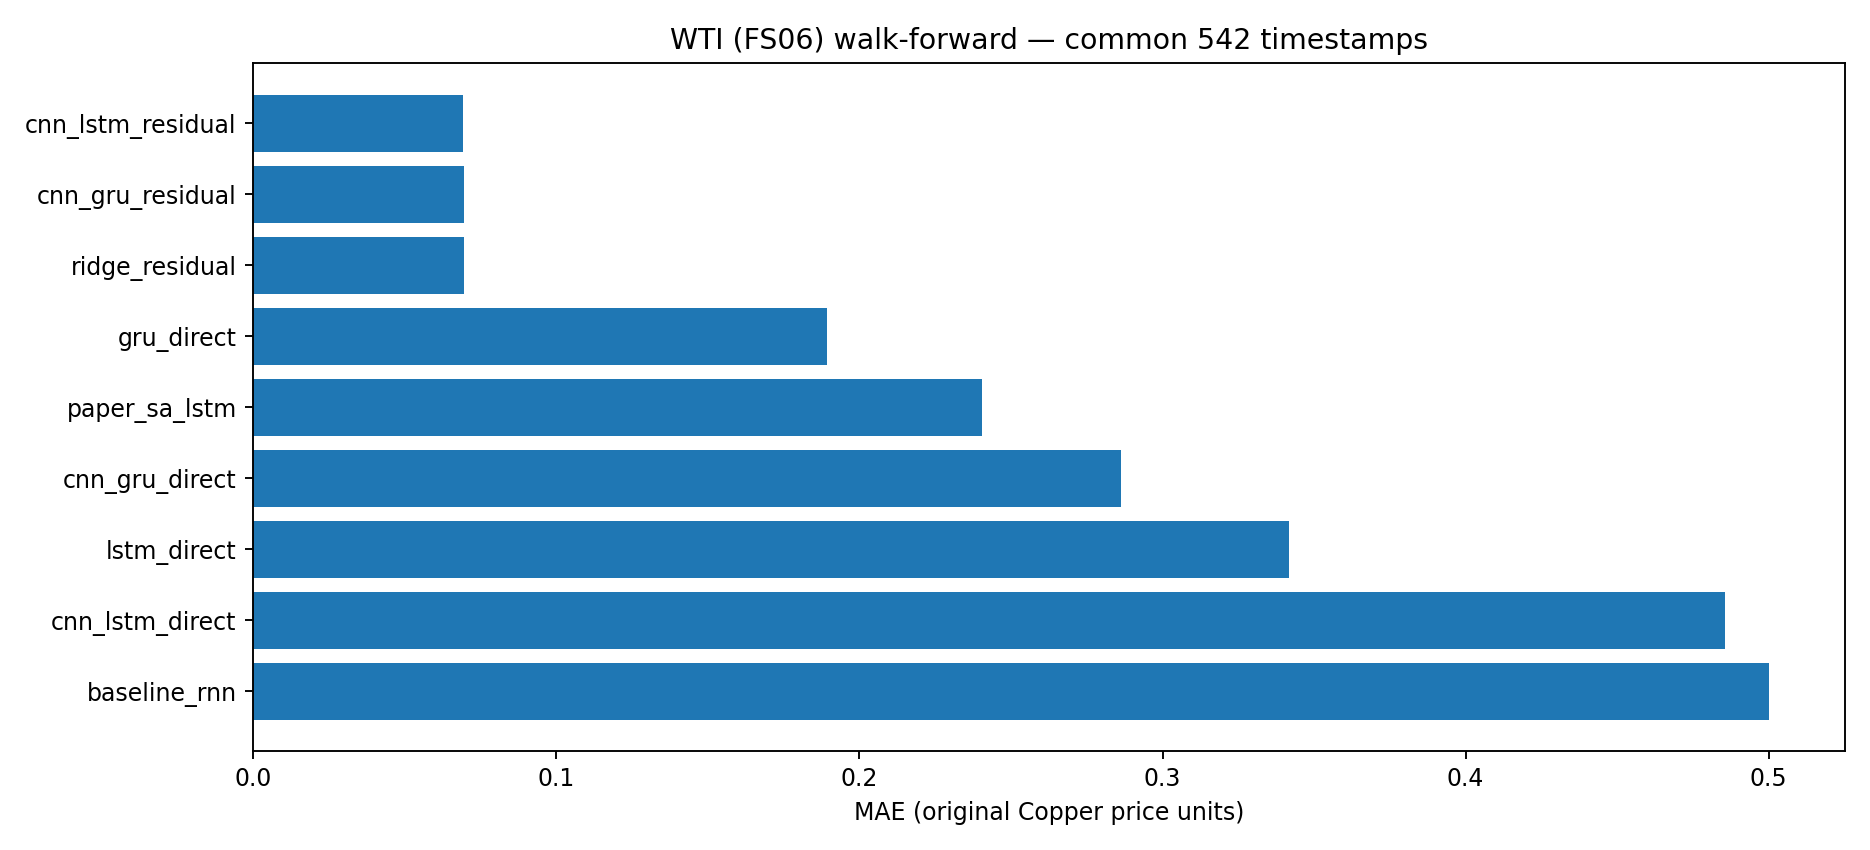 WTI (FS06) walk-forward — common 542 timestamps
cnn_lstm_residual
cnn_gru_residual
ridge_residual
gru_direct
paper_sa_lstm
cnn_gru_direct
lstm_direct
cnn_lstm_direct
baseline_rnn
0.0 0.1 0.2 0.3 0.4 0.5
MAE (original Copper price units)